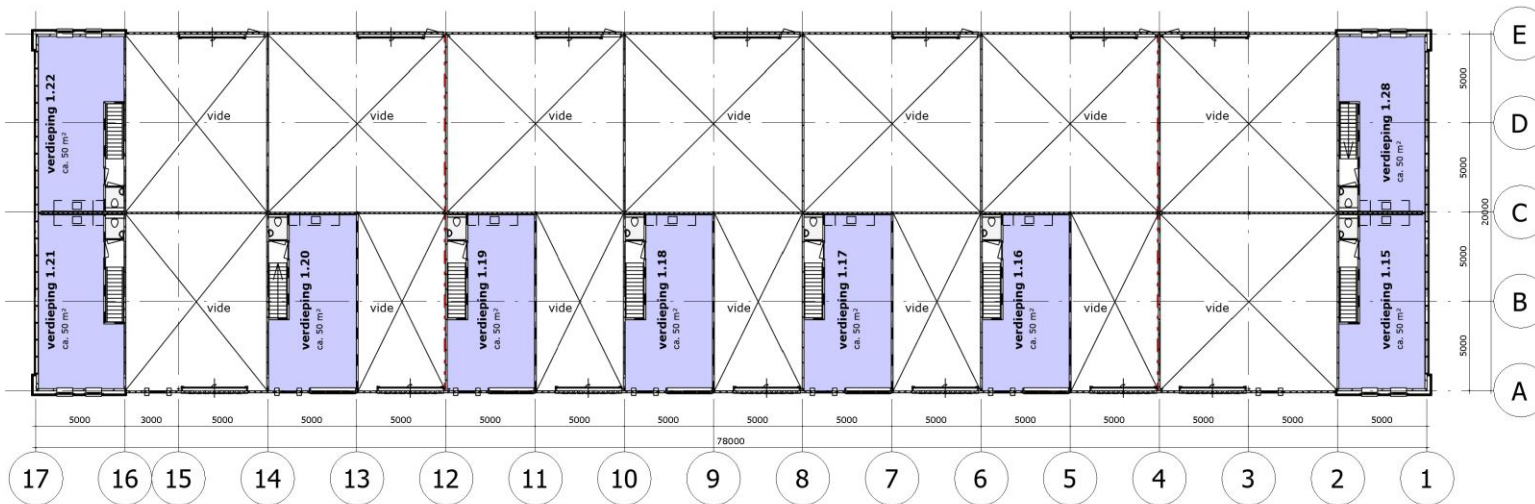 E
verdieping 1.22
ca. 50 m²
vide
vide
vide
vide
vide
vide
verdieping 1.28
ca. 50 m²
5000
D
5000
C
20000
verdieping 1.21
ca. 50 m²
vide
verdieping 1.20
ca. 50 m²
vide
verdieping 1.19
ca. 50 m²
vide
verdieping 1.18
ca. 50 m²
vide
verdieping 1.17
ca. 50 m²
vide
verdieping 1.16
ca. 50 m²
vide
vide
verdieping 1.15
ca. 50 m²
5000
B
5000
A
5000 3000 5000 5000 5000 5000 5000 5000 5000 5000 5000 5000 5000 5000 5000 5000
78000
17 16 15 14 13 12 11 10 9 8 7 6 5 4 3 2 1